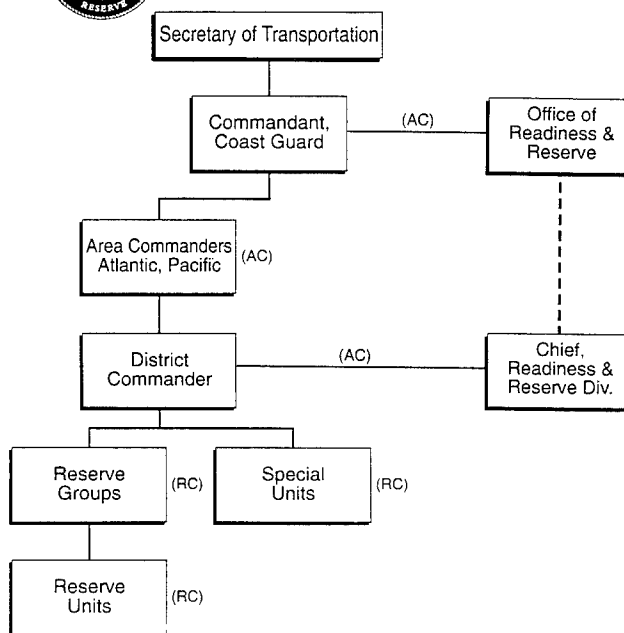 RESERVE
Secretary of Transportation
Commandant,
Coast Guard
(AC)
Office of
Readiness &
Reserve
Area Commanders
Atlantic, Pacific
(AC)
District
Commander
(AC)
Chief,
Readiness &
Reserve Div.
Reserve
Groups
(RC)
Special
Units
(RC)
Reserve
Units
(RC)